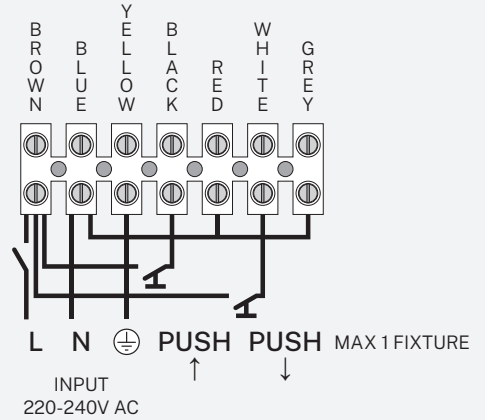 BROWN
BLUE
YELLOW
BLACK
RED
WHITE
GREY
L N PUSH ↑ PUSH ↓ MAX 1 FIXTURE
INPUT
220-240V AC